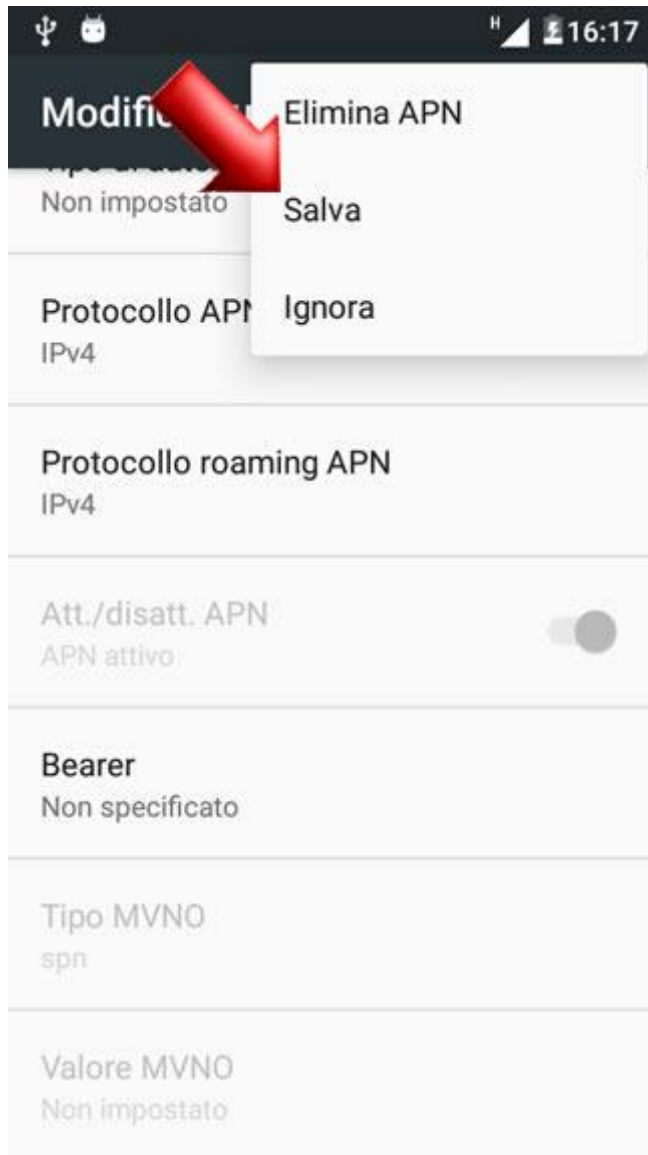 H 16:17
Elimina APN
Non impostato
Salva
Protocollo
Ignora
IPv4
Protocollo roaming APN
IPv4
Att./disatt. APN
APN attivo
Bearer
Non specificato
Tipo MVNO
spn
Valore MVNO
Non impostato